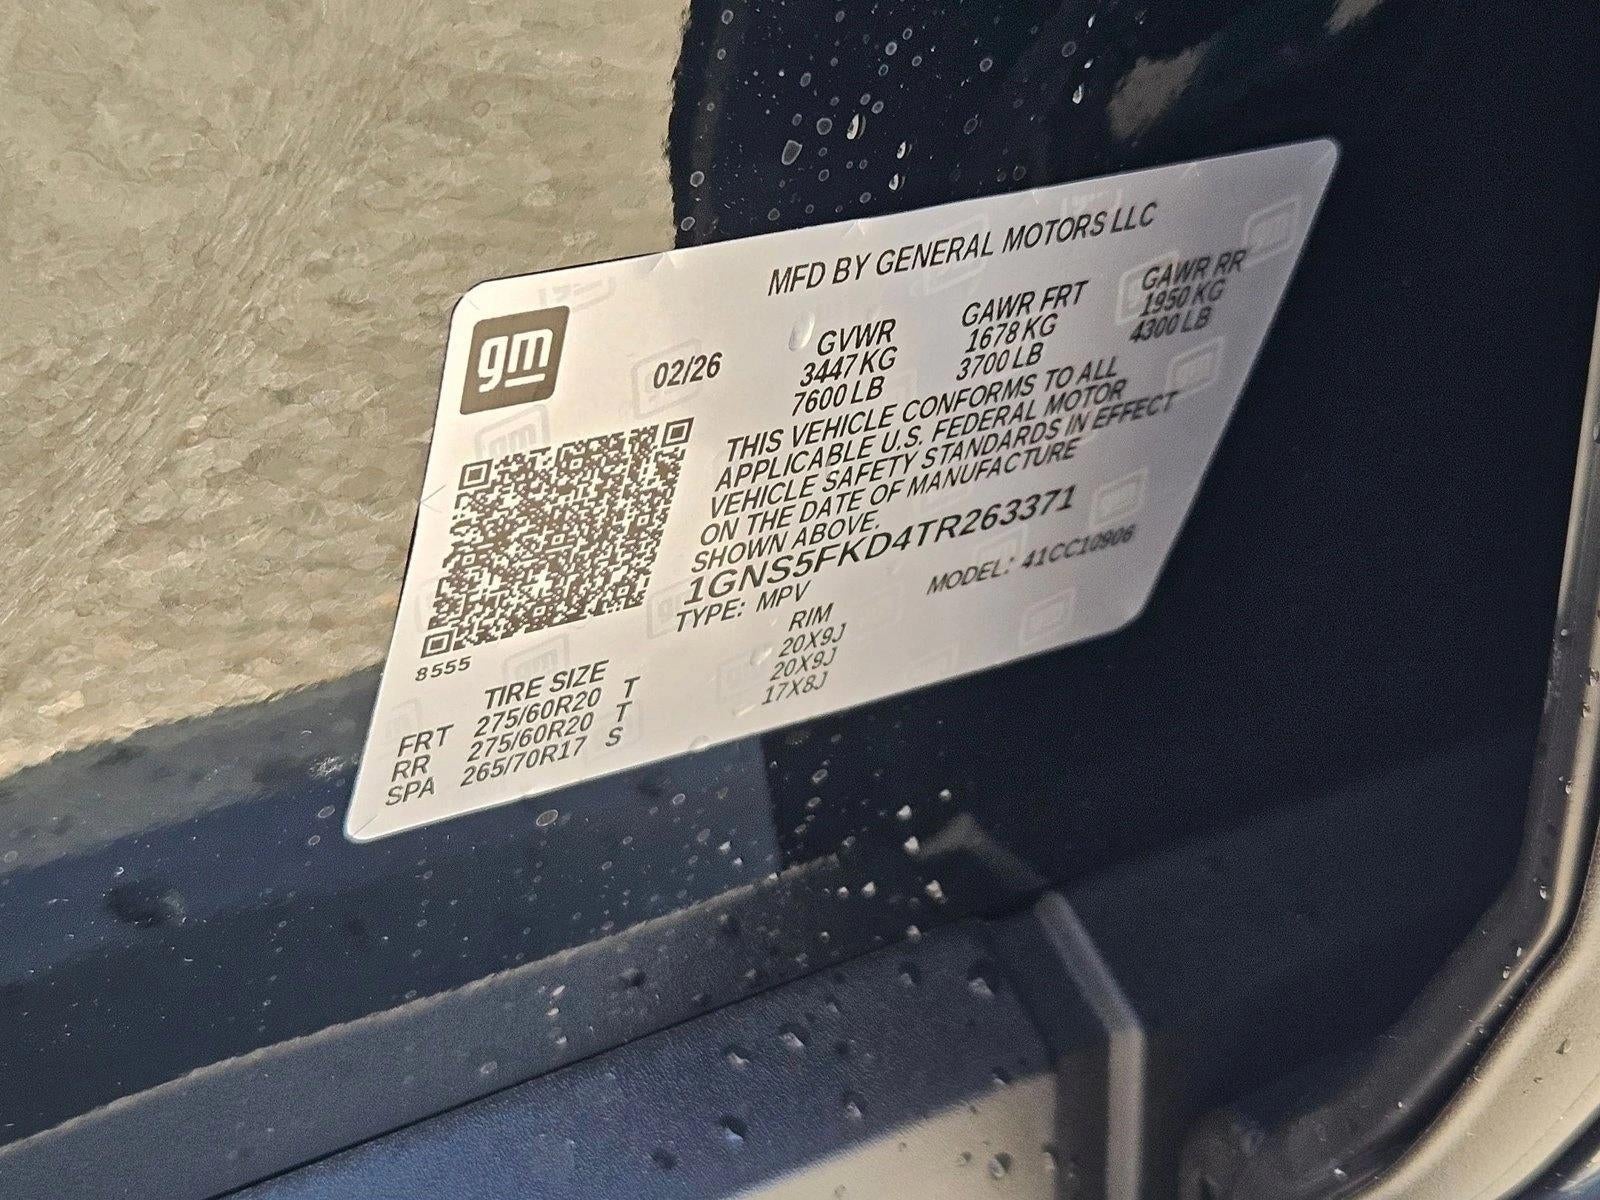 gm
MFD BY GENERAL MOTORS LLC
02/26
GVWR GAWR FRT GAWR RR
3447 KG 1678 KG 1950 KG
7600 LB 3700 LB 4300 LB
THIS VEHICLE CONFORMS TO ALL
APPLICABLE U.S. FEDERAL MOTOR
VEHICLE SAFETY STANDARDS IN EFFECT
ON THE DATE OF MANUFACTURE
SHOWN ABOVE.
1GNS5FKD4TR263371
TYPE: MPV MODEL: 41CC10906
8555
TIRE SIZE RIM
FRT 275/60R20 T 20X9J
RR 275/60R20 T 20X9J
SPA 265/70R17 S 17X8J